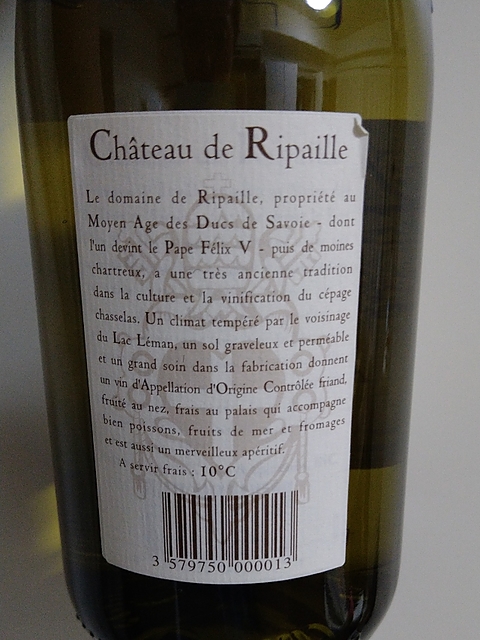 Château de Ripaille
Le domaine de Ripaille, propriété au
Moyen Age des Ducs de Savoie - dont
l'un devint le Pape Félix V - puis de moines
chartreux, a une très ancienne tradition
dans la culture et la vinification du cépage
chasselas. Un climat tempéré par le voisinage
du Lac Léman, un sol graveleux et perméable
et un grand soin dans la fabrication donnent
un vin d'Appellation d'Origine Contrôlée friand,
fruité au nez, frais au palais qui accompagne
bien poissons, fruits de mer et fromages
et est aussi un merveilleux apéritif.
A servir frais : 10°C
3 579750 000013